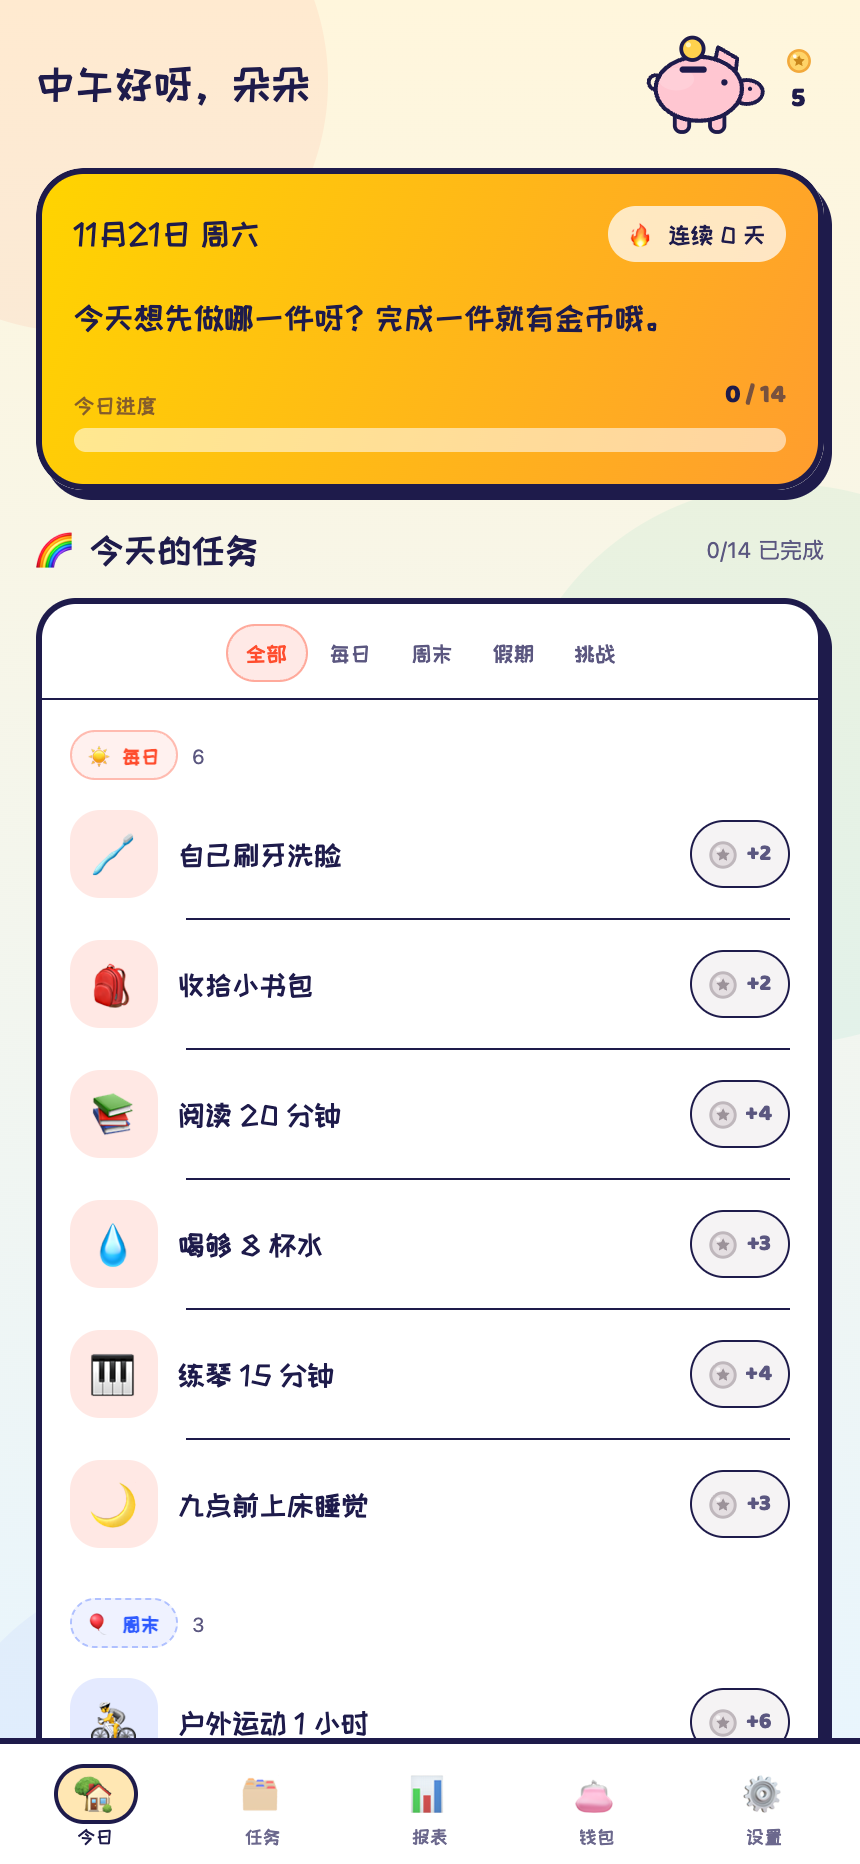 中午好呀，朵朵
5
11月21日 周六
连续 0 天
今天想先做哪一件呀？完成一件就有金币哦。
今日进度
0/14
今天的任务
0/14 已完成
全部 每日 周末 假期 挑战
每日 6
自己刷牙洗脸 +2
收拾小书包 +2
阅读 20 分钟 +4
喝够 8 杯水 +3
练琴 15 分钟 +4
九点前上床睡觉 +3
周末 3
户外运动 1 小时 +6
今日 任务 报表 钱包 设置